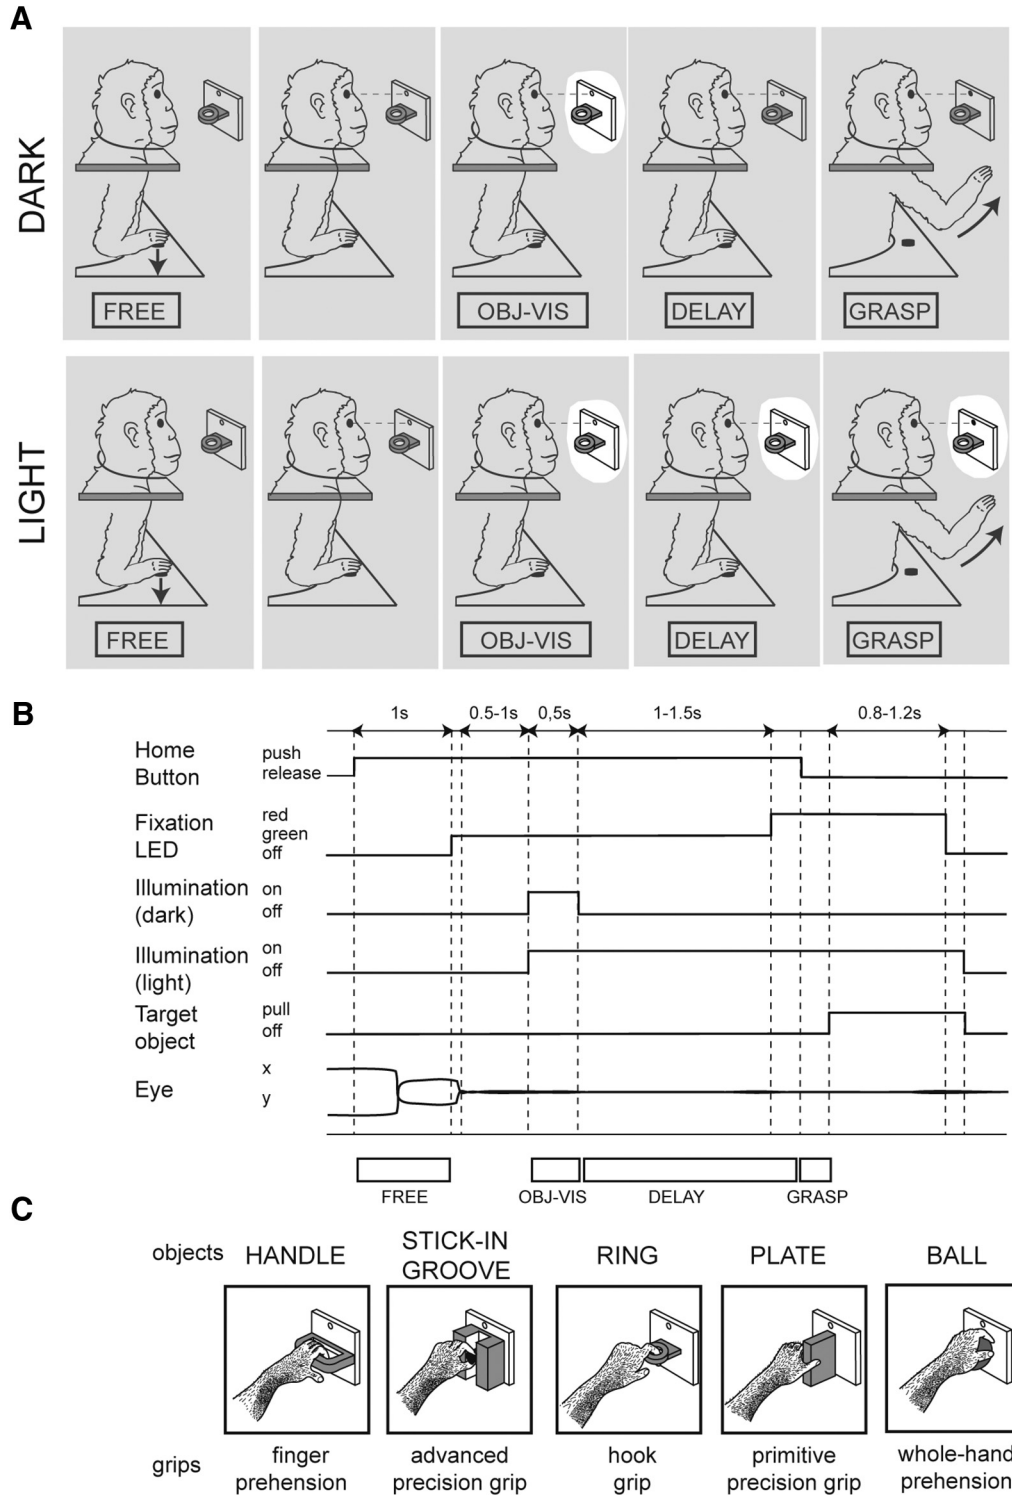 A
DARK
FREE
OBJ-VIS
DELAY
GRASP
LIGHT
FREE
OBJ-VIS
DELAY
GRASP
B
1s 0.5-1s 0,5s 1-1.5s 0.8-1.2s
Home
Button
push
release
Fixation
LED
red
green
off
Illumination
(dark)
on
off
Illumination
(light)
on
off
Target
object
pull
off
Eye
x
y
FREE OBJ-VIS DELAY GRASP
C
objects
HANDLE
STICK-IN
GROOVE
RING
PLATE
BALL
grips
finger
prehension
advanced
precision grip
hook
grip
primitive
precision grip
whole-hand
prehension